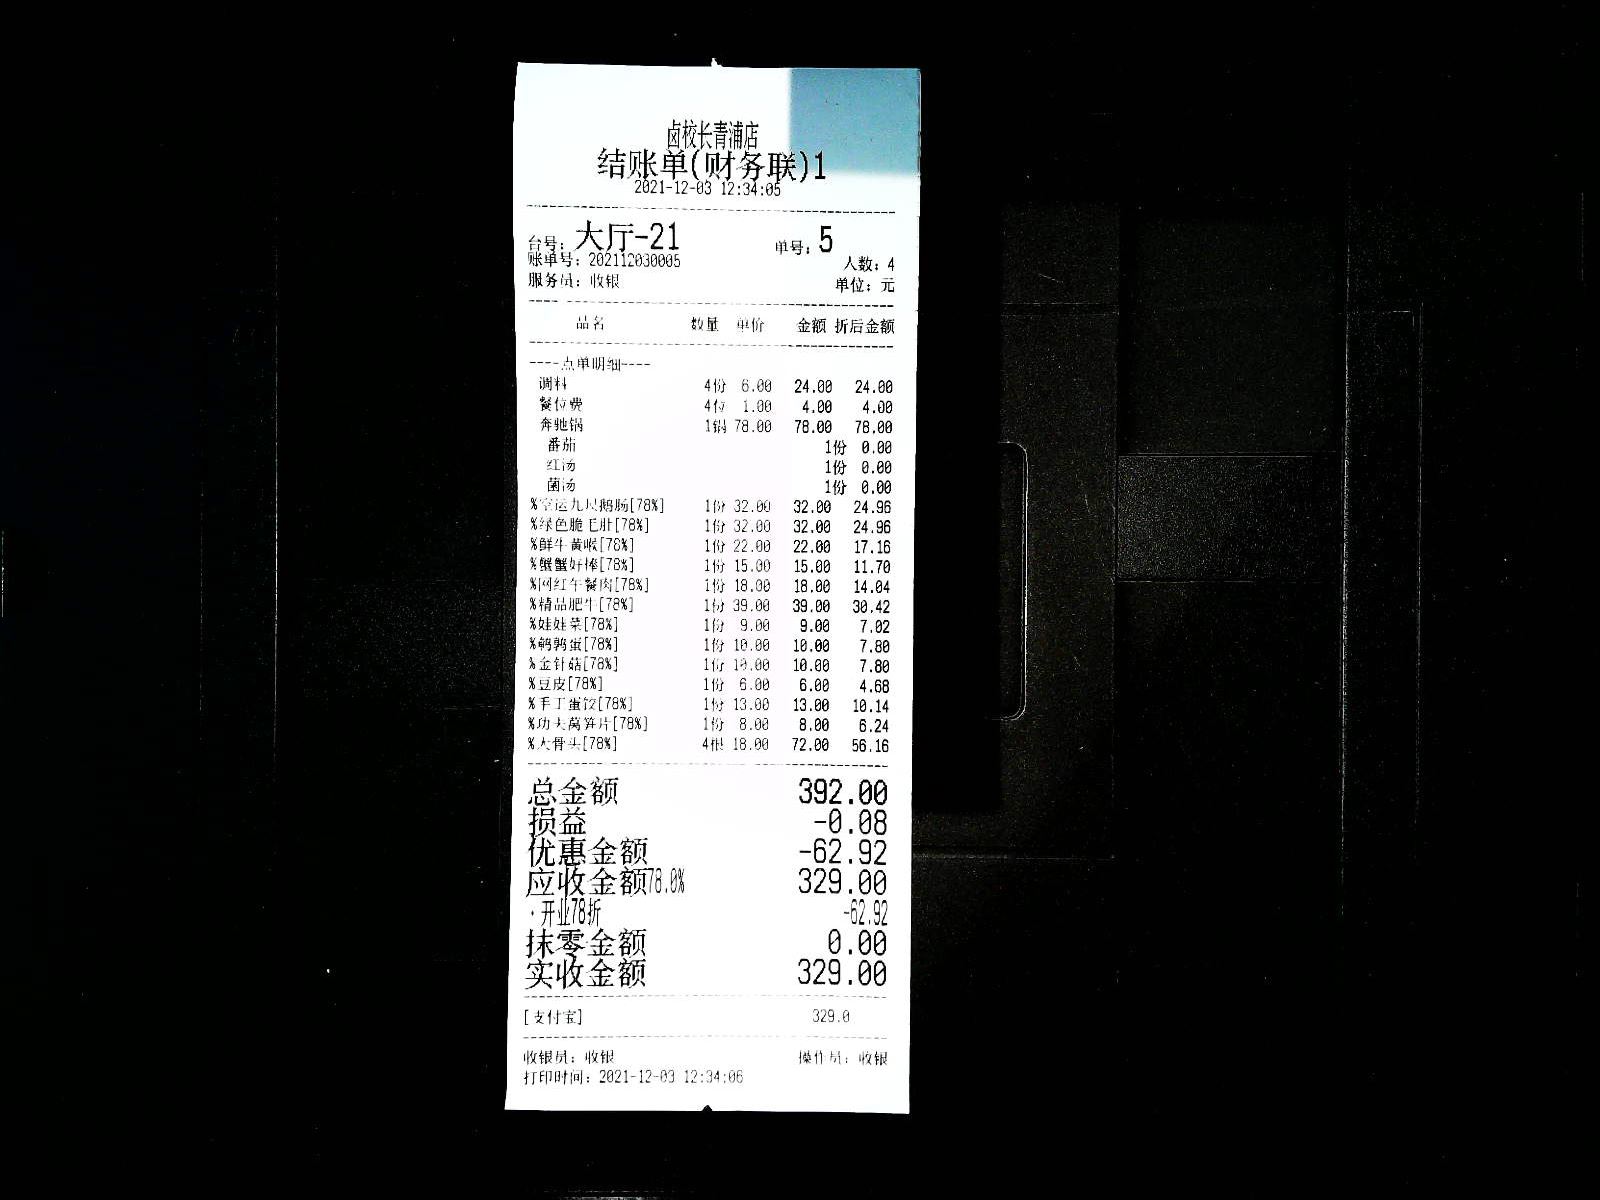 卤校长青浦店
结账单(财务联)1
2021-12-03 12:34:05
台号: 大厅-21 单号: 5
账单号: 202112030005 人数: 4
服务员: 收银 单位: 元
品名 数量 单价 金额 折后金额
----点单明细----
调料 4份 6.00 24.00 24.00
餐位费 4位 1.00 4.00 4.00
奔驰锅 1锅 78.00 78.00 78.00
番茄 1份 0.00
红汤 1份 0.00
菌汤 1份 0.00
%空运九尺鹅肠[78%] 1份 32.00 32.00 24.96
%绿色脆毛肚[78%] 1份 32.00 32.00 24.96
%鲜牛黄喉[78%] 1份 22.00 22.00 17.16
%蟹蟹好棒[78%] 1份 15.00 15.00 11.70
%网红午餐肉[78%] 1份 18.00 18.00 14.04
%精品肥牛[78%] 1份 39.00 39.00 30.42
%娃娃菜[78%] 1份 9.00 9.00 7.02
%鹌鹑蛋[78%] 1份 10.00 10.00 7.80
%金针菇[78%] 1份 10.00 10.00 7.80
%豆皮[78%] 1份 6.00 6.00 4.68
%手工蛋饺[78%] 1份 13.00 13.00 10.14
%功夫莴笋片[78%] 1份 8.00 8.00 6.24
%大骨头[78%] 4根 18.00 72.00 56.16
总金额 392.00
损益 -0.08
优惠金额 -62.92
应收金额78.0% 329.00
·开业78折 -62.92
抹零金额 0.00
实收金额 329.00
[支付宝] 329.0
收银员: 收银 操作员: 收银
打印时间: 2021-12-03 12:34:06